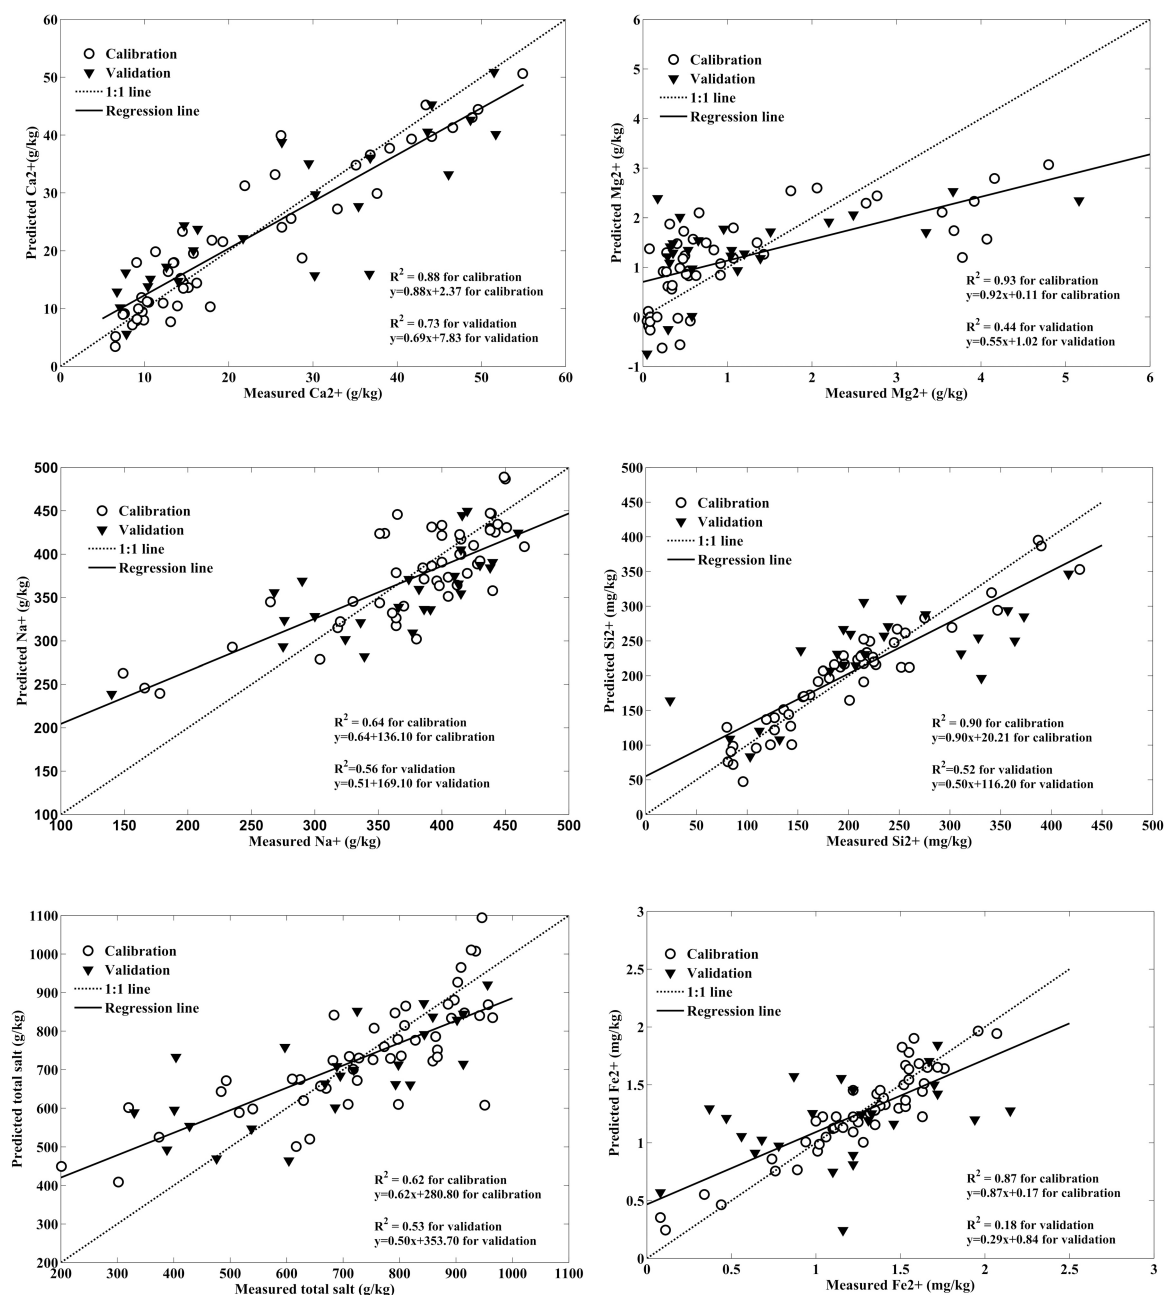 60
50
40
30
20
10
0
Predicted Ca2+(g/kg)
Calibration
Validation
1:1 line
Regression line
R2 = 0.88 for calibration
y=0.88x+2.37 for calibration
R2 = 0.73 for validation
y=0.69x+7.83 for validation
0 10 20 30 40 50 60
Measured Ca2+ (g/kg)
6
5
4
3
2
1
0
-1
Predicted Mg2+ (g/kg)
Calibration
Validation
1:1 line
Regression line
R2 = 0.93 for calibration
y=0.92x+0.11 for calibration
R2 = 0.44 for validation
y=0.55x+1.02 for validation
0 1 2 3 4 5 6
Measured Mg2+ (g/kg)
500
450
400
350
300
250
200
150
100
Predicted Na+ (g/kg)
Calibration
Validation
1:1 line
Regression line
R2 = 0.64 for calibration
y=0.64+136.10 for calibration
R2=0.56 for validation
y=0.51+169.10 for validation
100 150 200 250 300 350 400 450 500
Measured Na+ (g/kg)
500
450
400
350
300
250
200
150
100
50
0
Predicted Si2+ (mg/kg)
Calibration
Validation
1:1 line
Regression line
R2 = 0.90 for calibration
y=0.90x+20.21 for calibration
R2=0.52 for validation
y=0.50x+116.20 for validation
0 50 100 150 200 250 300 350 400 450 500
Measured Si2+ (mg/kg)
1100
1000
900
800
700
600
500
400
300
200
Predicted total salt (g/kg)
Calibration
Validation
1:1 line
Regression line
R2 = 0.62 for calibration
y=0.62x+280.80 for calibration
R2 = 0.53 for validation
y=0.50x+353.70 for validation
200 300 400 500 600 700 800 900 1000 1100
Measured total salt (g/kg)
3
2.5
2
1.5
1
0.5
0
Predicted Fe2+ (mg/kg)
Calibration
Validation
1:1 line
Regression line
R2 = 0.87 for calibration
y=0.87x+0.17 for calibration
R2 = 0.18 for validation
y=0.29x+0.84 for validation
0 0.5 1 1.5 2 2.5 3
Measured Fe2+ (mg/kg)